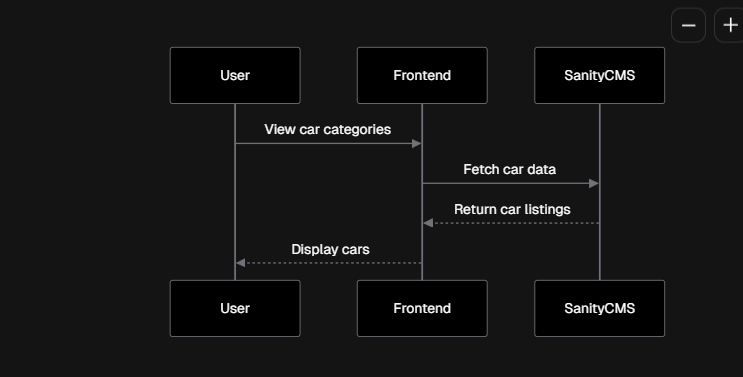 User
Frontend
SanityCMS
View car categories
Fetch car data
Return car listings
Display cars
User
Frontend
SanityCMS